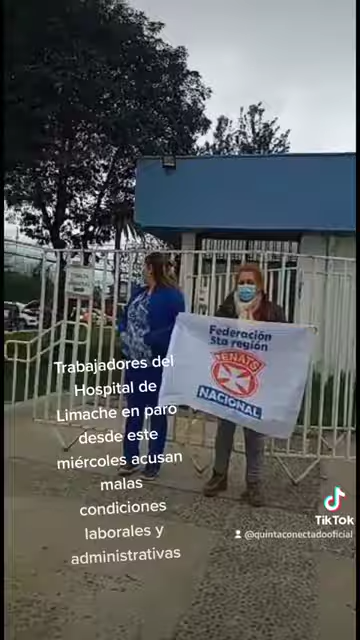 Federación
5ta región
FENATS
NACIONAL
Trabajadores del
Hospital de
Limache en paro
desde este
miércoles acusan
malas
condiciones
laborales y
administrativas
TikTok
@quintaconectadooficial